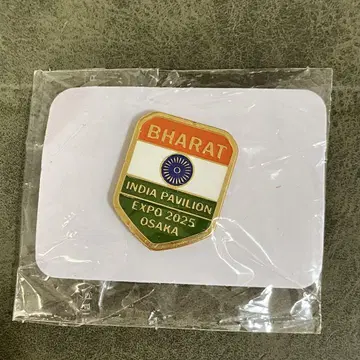 BHARAT
INDIA PAVILION
EXPO 2025
OSAKA